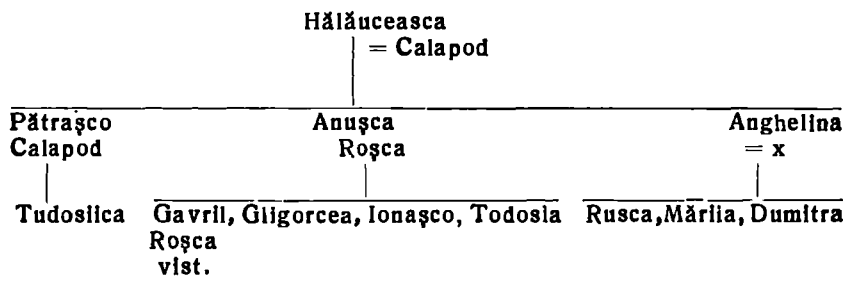 Hălăuceasca
= Calapod
Pătrașco Anușca Anghelina
Calapod Roșca = x
Tudosiica Gavril, Gligorcea, Ionașco, Todosia Rusca, Măriia, Dumitra
Roșca
vist.